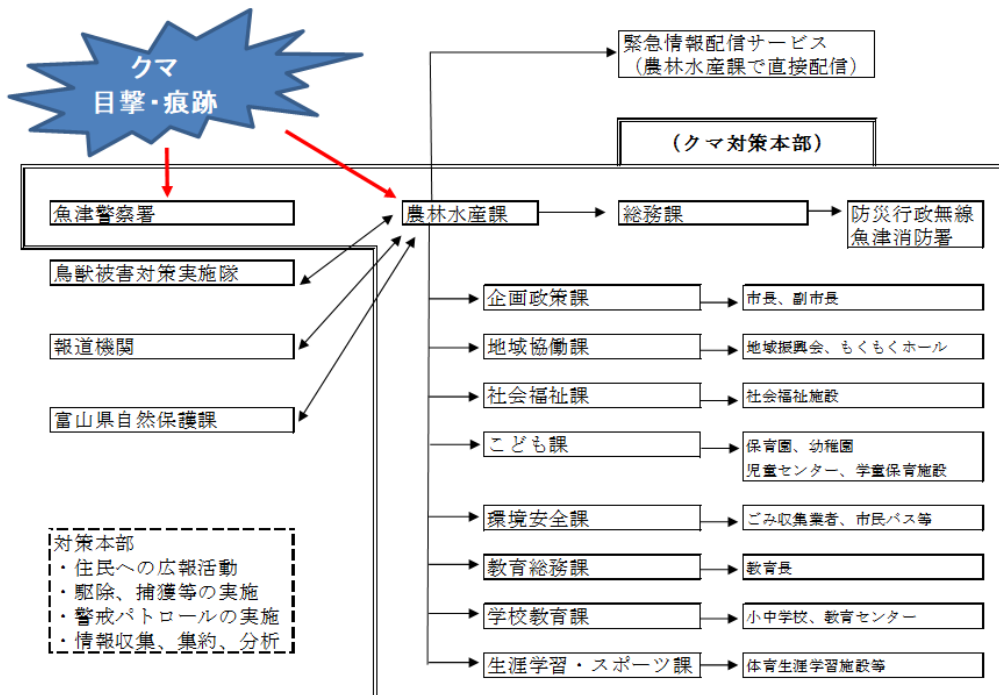 クマ
目撃・痕跡
緊急情報配信サービス
(農林水産課で直接配信)
(クマ対策本部)
魚津警察署
農林水産課
総務課
防災行政無線
魚津消防署
鳥獣被害対策実施隊
報道機関
富山県自然保護課
企画政策課
市長、副市長
地域協働課
地域振興会、もくもくホール
社会福祉課
社会福祉施設
こども課
保育園、幼稚園
児童センター、学童保育施設
環境安全課
ごみ収集業者、市民バス等
教育総務課
教育長
学校教育課
小中学校、教育センター
生涯学習・スポーツ課
体育生涯学習施設等
対策本部
・住民への広報活動
・駆除、捕獲等の実施
・警戒パトロールの実施
・情報収集、集約、分析